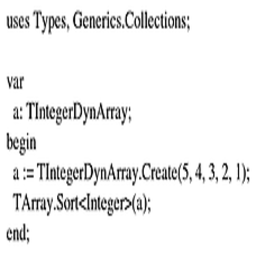 uses Types, Generics.Collections;
var
a: TIntegerDynArray;
begin
a := TIntegerDynArray.Create(5, 4, 3, 2, 1);
TArray.Sort<Integer>(a);
end;